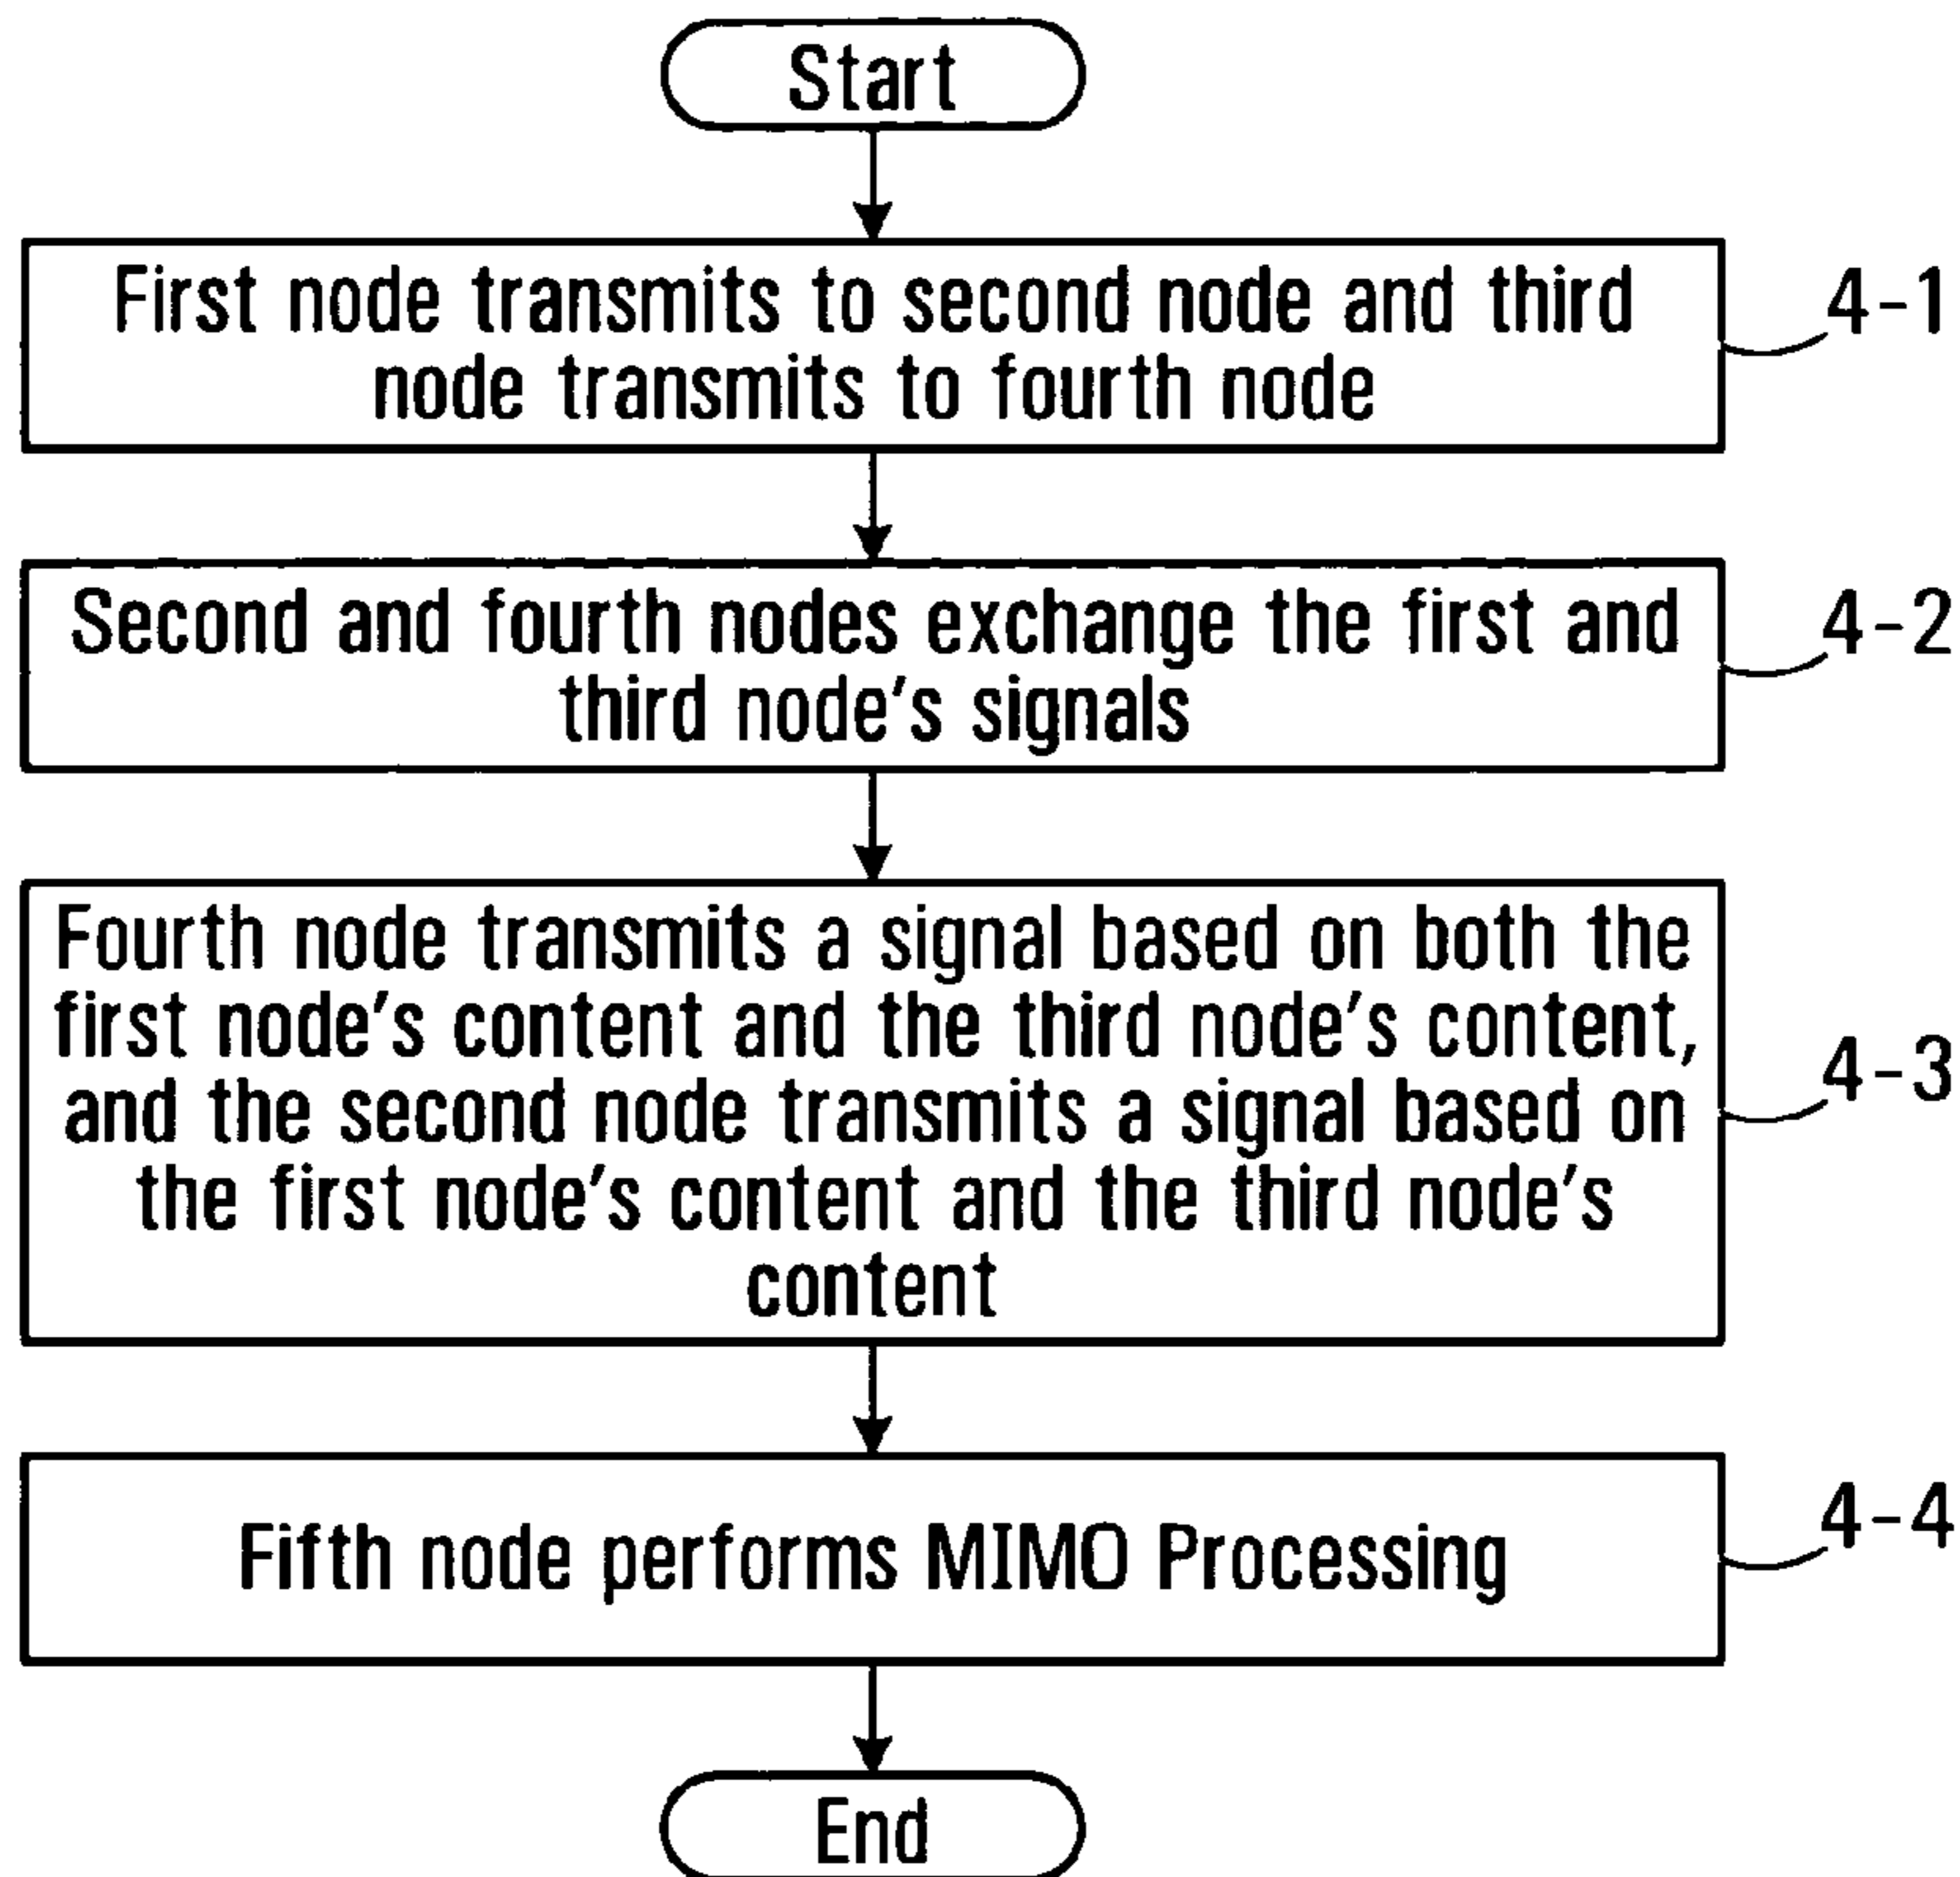 Start
First node transmits to second node and third
node transmits to fourth node
4-1
Second and fourth nodes exchange the first and
third node's signals
4-2
Fourth node transmits a signal based on both the
first node's content and the third node's content,
and the second node transmits a signal based on
the first node's content and the third node's
content
4-3
Fifth node performs MIMO Processing
4-4
End